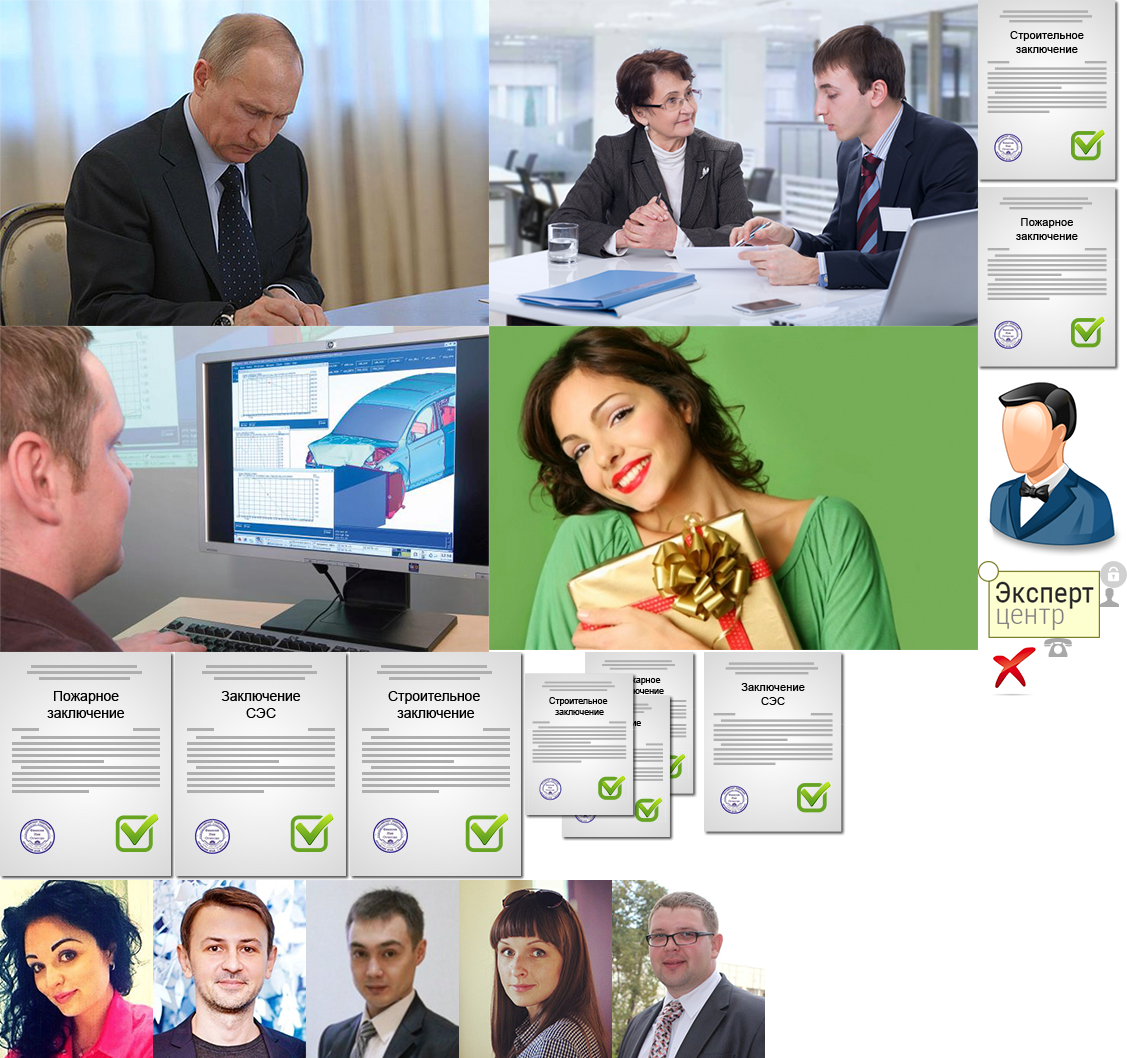 Строительное
заключение
Пожарное
заключение
Эксперт
центр
Пожарное
заключение
Заключение
СЭС
Строительное
заключение
Строительное
заключение
Заключение
СЭС